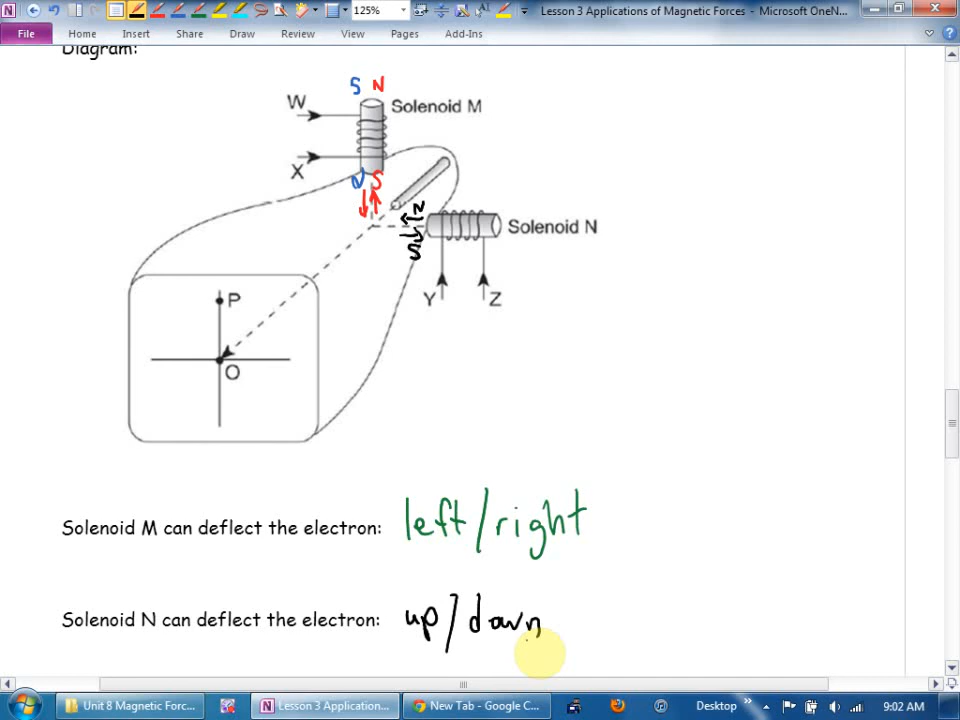 125%
Lesson 3 Applications of Magnetic Forces - Microsoft OneN...
File Home Insert Share Draw Review View Pages Add-Ins
Diagram:
S N
W
Solenoid M
X
N S
N
Solenoid N
S
Y Z
P
O
Solenoid M can deflect the electron: left/right
Solenoid N can deflect the electron: up/down
Unit 8 Magnetic Forc... Lesson 3 Applications... New Tab - Google C... Desktop » 9:02 AM